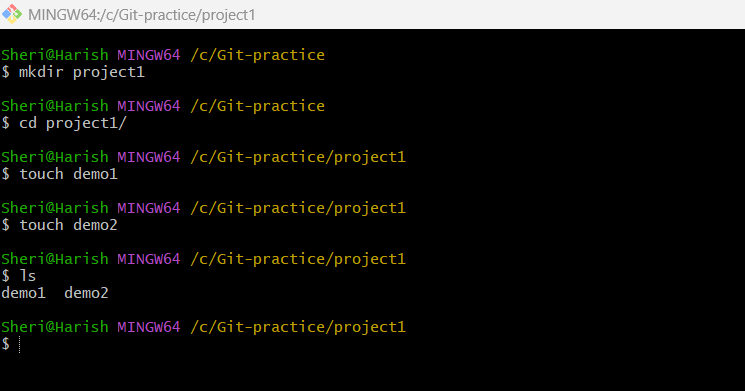 MINGW64:/c/Git-practice/project1
Sheri@Harish MINGW64 /c/Git-practice
$ mkdir project1
Sheri@Harish MINGW64 /c/Git-practice
$ cd project1/
Sheri@Harish MINGW64 /c/Git-practice/project1
$ touch demo1
Sheri@Harish MINGW64 /c/Git-practice/project1
$ touch demo2
Sheri@Harish MINGW64 /c/Git-practice/project1
$ ls
demo1  demo2
Sheri@Harish MINGW64 /c/Git-practice/project1
$